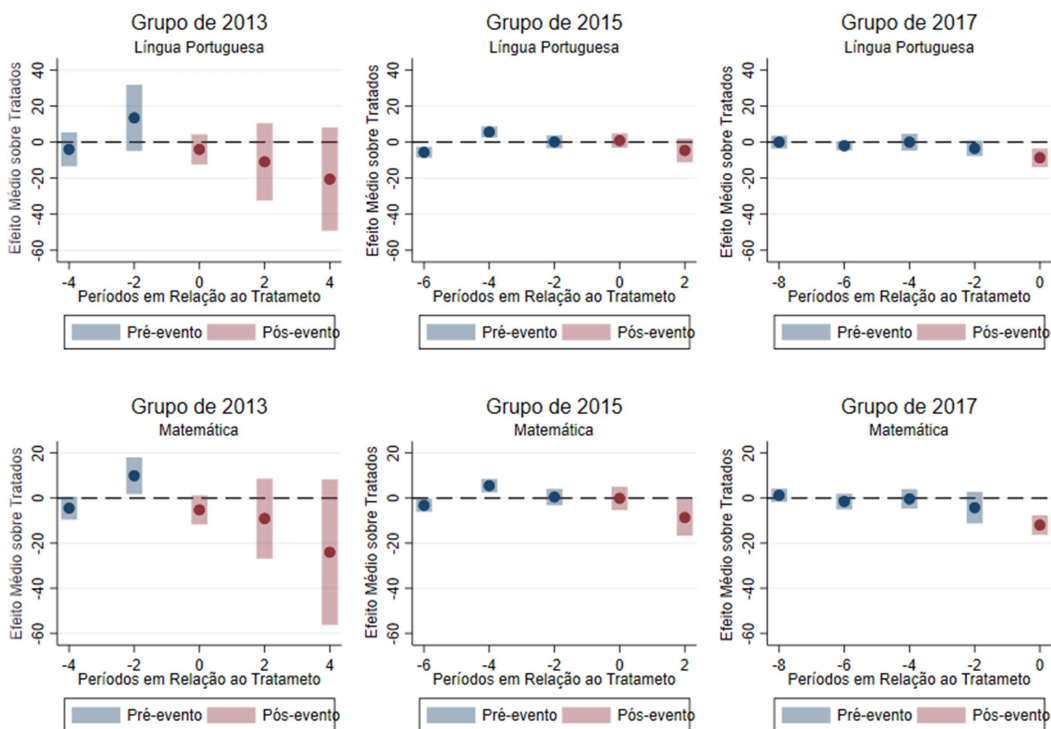 Grupo de 2013
Língua Portuguesa
Efeito Médio sobre Tratados
40
20
0
-20
-40
-60
-4 -2 0 2 4
Períodos em Relação ao Tratameto
Pré-evento Pós-evento
Grupo de 2015
Língua Portuguesa
Efeito Médio sobre Tratados
40
20
0
-20
-40
-60
-6 -4 -2 0 2
Períodos em Relação ao Tratameto
Pré-evento Pós-evento
Grupo de 2017
Língua Portuguesa
Efeito Médio sobre Tratados
40
20
0
-20
-40
-60
-8 -6 -4 -2 0
Períodos em Relação ao Tratameto
Pré-evento Pós-evento
Grupo de 2013
Matemática
Efeito Médio sobre Tratados
20
0
-20
-40
-60
-4 -2 0 2 4
Períodos em Relação ao Tratameto
Pré-evento Pós-evento
Grupo de 2015
Matemática
Efeito Médio sobre Tratados
20
0
-20
-40
-60
-6 -4 -2 0 2
Períodos em Relação ao Tratameto
Pré-evento Pós-evento
Grupo de 2017
Matemática
Efeito Médio sobre Tratados
20
0
-20
-40
-60
-8 -6 -4 -2 0
Períodos em Relação ao Tratameto
Pré-evento Pós-evento